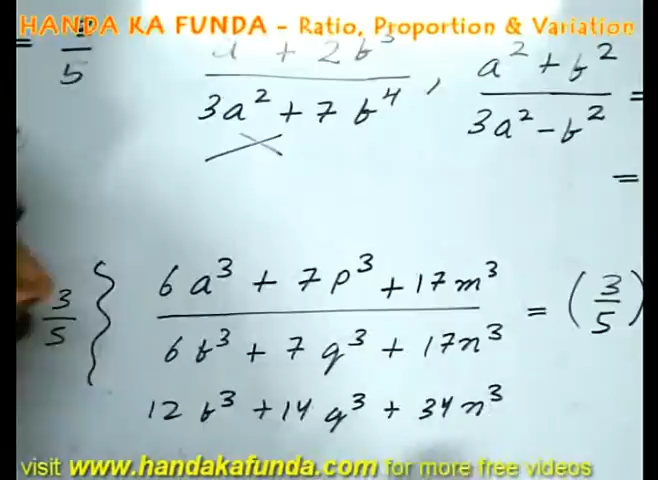 HANDA KA FUNDA - Ratio, Proportion & Variation
= /5
+ 2b³ / 3a² + 7b⁴ , a² + b² / 3a² - b² =
=
3/5 } 6a³ + 7p³ + 17m³ / 6b³ + 7q³ + 17n³ = (3/5)
12b³ + 14q³ + 34n³
visit www.handakafunda.com for more free videos